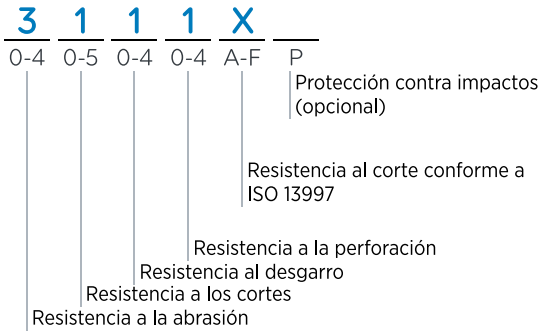 3 1 1 1 X
0-4 0-5 0-4 0-4 A-F P
Protección contra impactos
(opcional)
Resistencia al corte conforme a
ISO 13997
Resistencia a la perforación
Resistencia al desgarro
Resistencia a los cortes
Resistencia a la abrasión